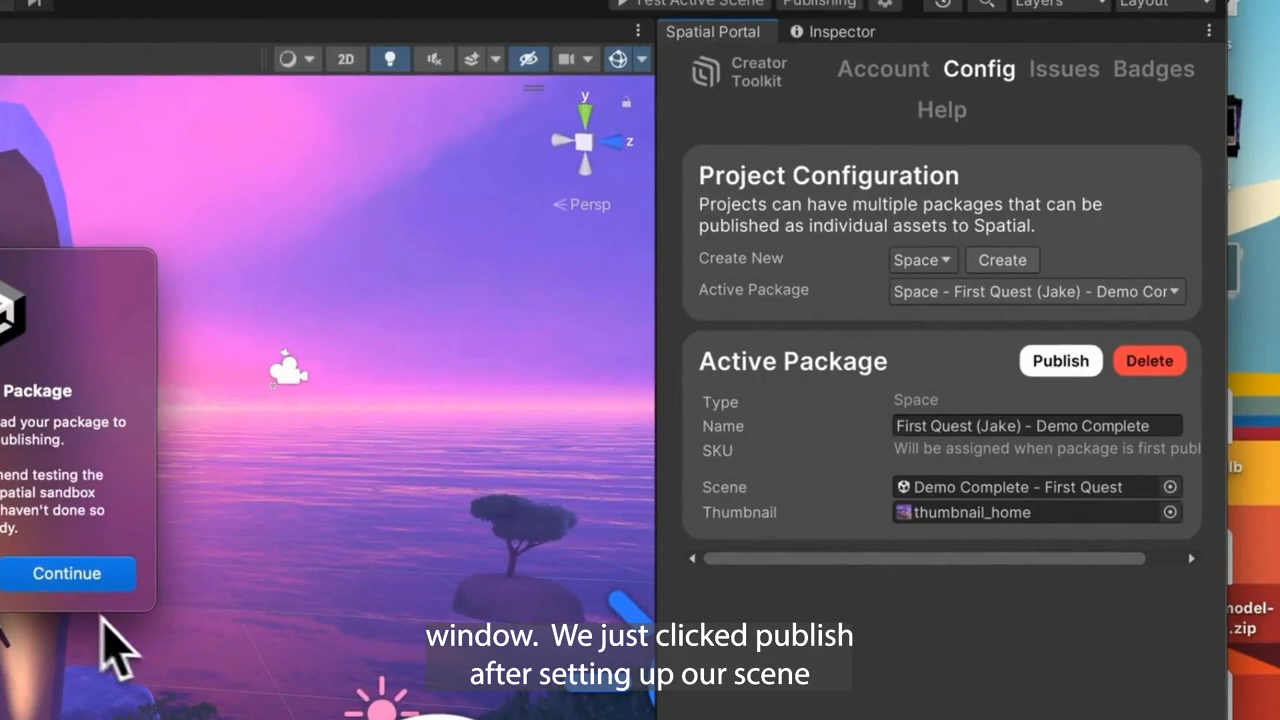 Test Active Scene
Publishing
Layers
Layout
Spatial Portal
Inspector
2D
y
z
Persp
Creator
Toolkit
Account
Config
Issues
Badges
Help
Project Configuration
Projects can have multiple packages that can be
published as individual assets to Spatial.
Create New
Space
Create
Active Package
Space - First Quest (Jake) - Demo Cor
Active Package
Publish
Delete
Type
Space
Name
First Quest (Jake) - Demo Complete
SKU
Will be assigned when package is first publ
Scene
Demo Complete - First Quest
Thumbnail
thumbnail_home
Package
ad your package to
ublishing.
end testing the
patial sandbox
haven't done so
dy.
Continue
lb
nodel-
.zip
window. We just clicked publish
after setting up our scene